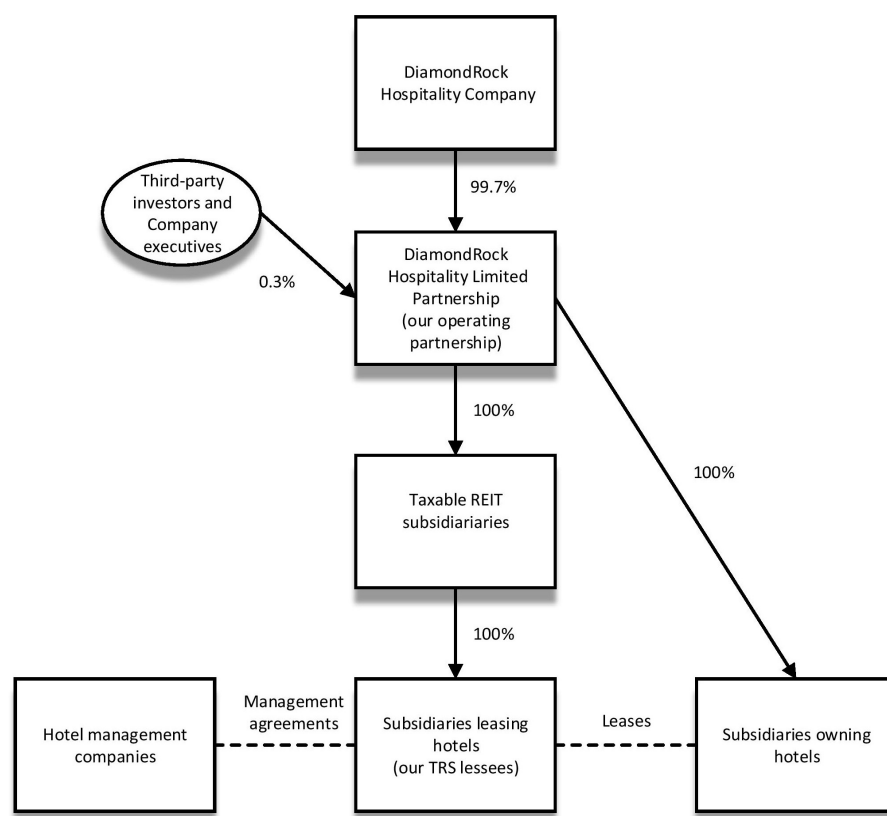 DiamondRock
Hospitality Company
99.7%
Third-party
investors and
Company
executives
0.3%
DiamondRock
Hospitality Limited
Partnership
(our operating
partnership)
100%
100%
Taxable REIT
subsidiariaries
100%
Hotel management
companies
Management
agreements
Subsidiaries leasing
hotels
(our TRS lessees)
Leases
Subsidiaries owning
hotels